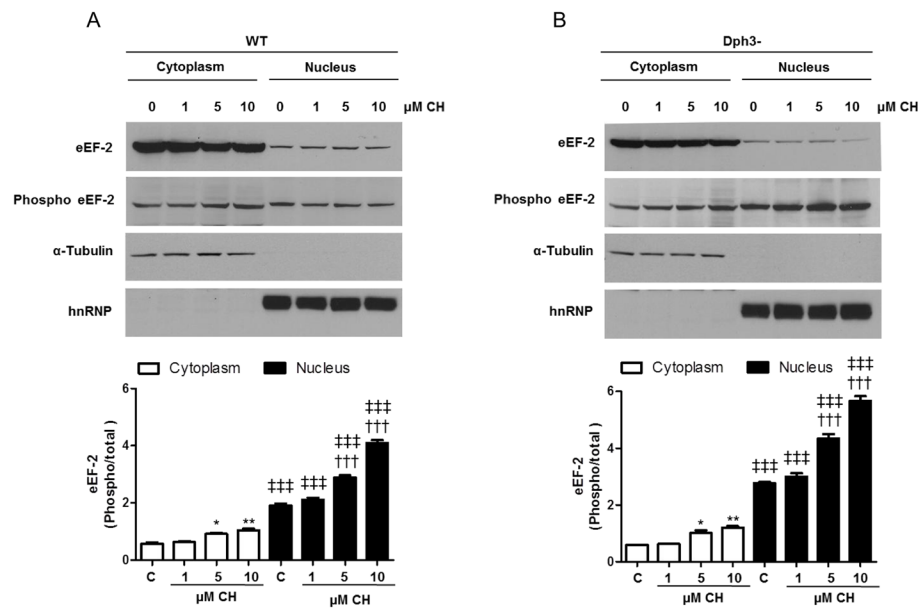 A
WT
Cytoplasm Nucleus
0 1 5 10 0 1 5 10 µM CH
eEF-2
Phospho eEF-2
α-Tubulin
hnRNP
Cytoplasm Nucleus
eEF-2
(Phospho/total )
6
4
2
0
* ** ‡‡‡ ‡‡‡ ‡‡‡ ‡‡‡
††† †††
C 1 5 10 C 1 5 10
µM CH µM CH
B
Dph3-
Cytoplasm Nucleus
0 1 5 10 0 1 5 10 µM CH
eEF-2
Phospho eEF-2
α-Tubulin
hnRNP
Cytoplasm Nucleus
eEF-2
(Phospho/total )
6
4
2
0
* ** ‡‡‡ ‡‡‡ ‡‡‡ ‡‡‡
††† †††
C 1 5 10 C 1 5 10
µM CH µM CH